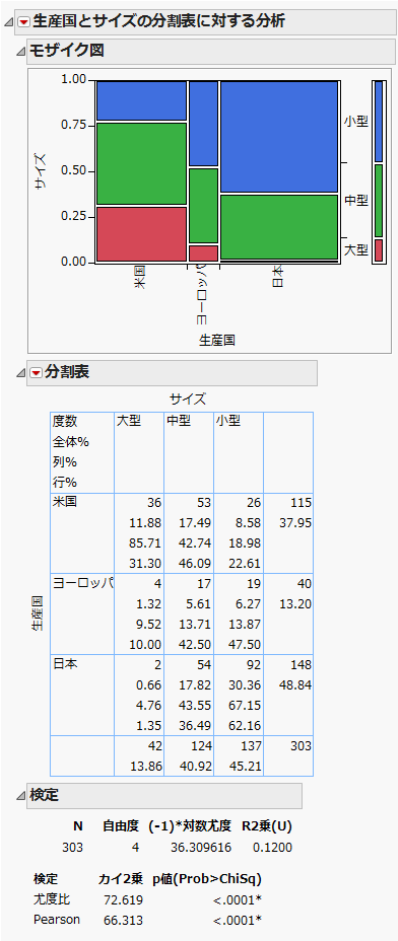 生産国とサイズの分割表に対する分析
モザイク図
1.00
0.75
0.50
0.25
0.00
サイズ
小型
中型
大型
米国
ヨーロッパ
日本
生産国
分割表
サイズ
度数 大型 中型 小型
全体%
列%
行%
生産国
米国 36 53 26 115
11.88 17.49 8.58 37.95
85.71 42.74 18.98
31.30 46.09 22.61
ヨーロッパ 4 17 19 40
1.32 5.61 6.27 13.20
9.52 13.71 13.87
10.00 42.50 47.50
日本 2 54 92 148
0.66 17.82 30.36 48.84
4.76 43.55 67.15
1.35 36.49 62.16
42 124 137 303
13.86 40.92 45.21
検定
N 自由度 (-1)*対数尤度 R2乗(U)
303 4 36.309616 0.1200
検定 カイ2乗 p値(Prob>ChiSq)
尤度比 72.619 <.0001*
Pearson 66.313 <.0001*